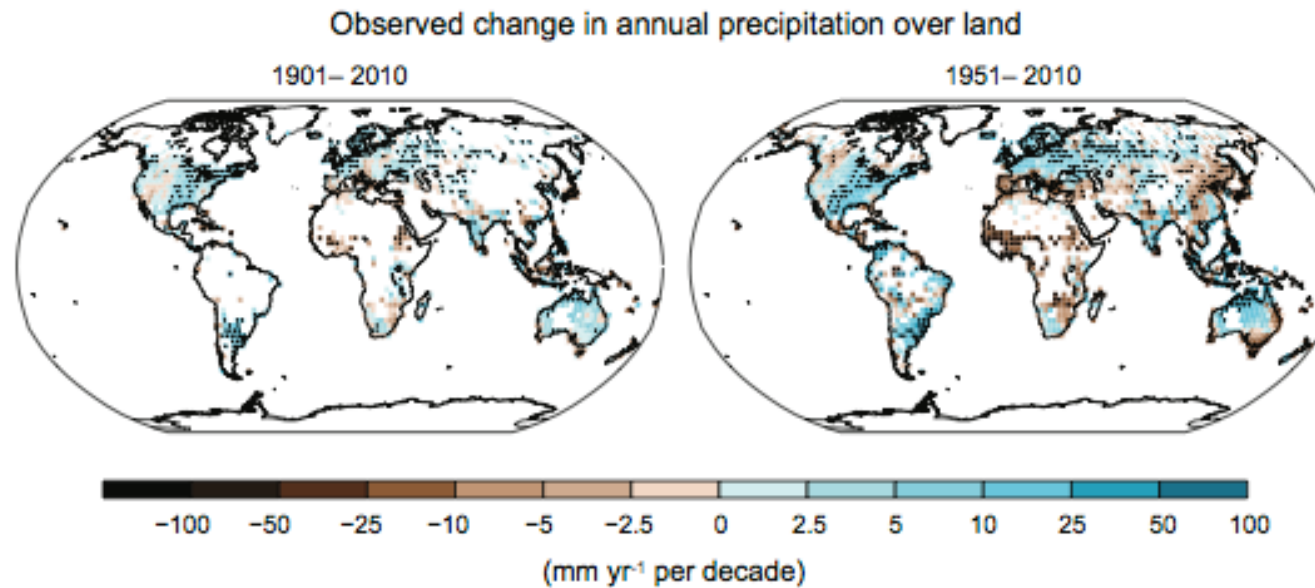 Observed change in annual precipitation over land
1901– 2010
1951– 2010
−100 −50 −25 −10 −5 −2.5 0 2.5 5 10 25 50 100
(mm yr-1 per decade)